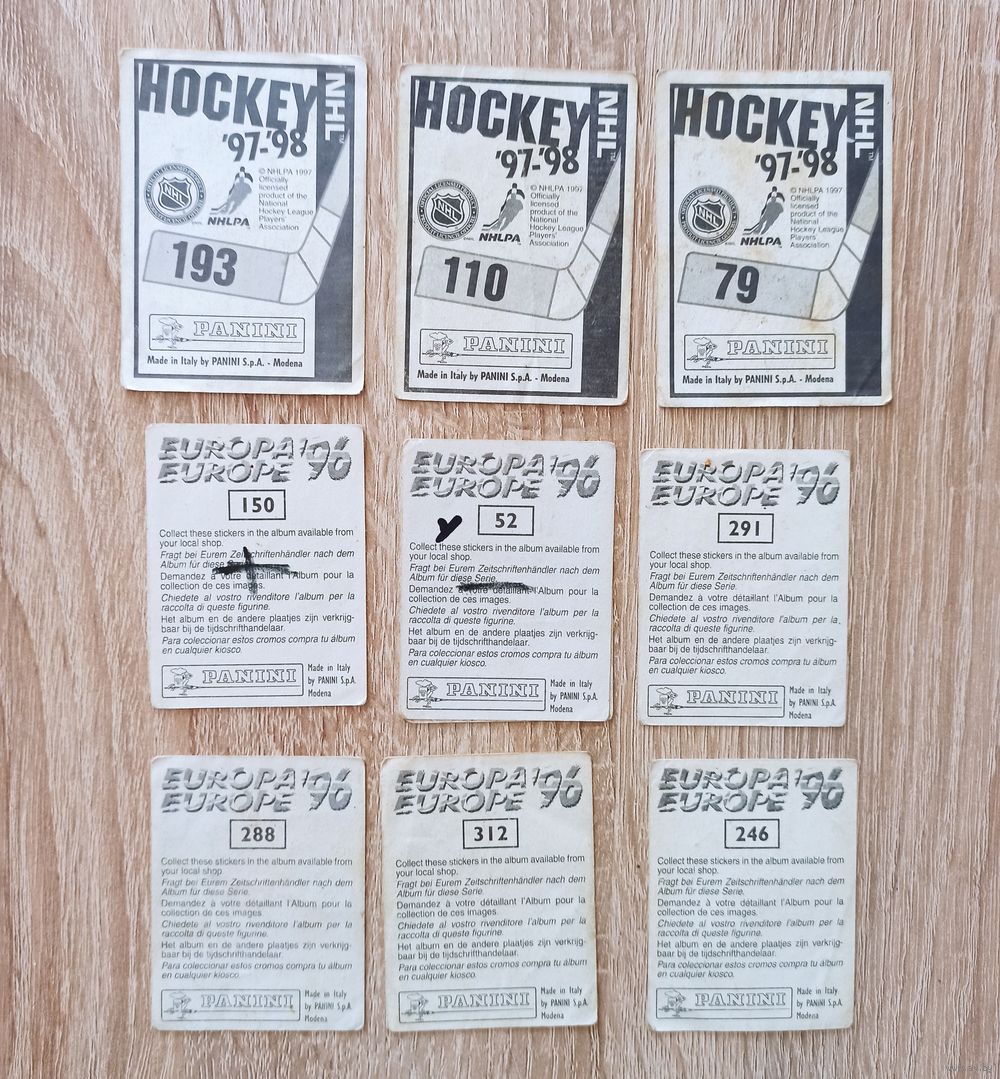 HOCKEY NHL
'97-'98
NHL
NHLPA
© NHLPA 1997
Officially
licensed
product of the
National
Hockey League
Players'
Association
193
PANINI
Made in Italy by PANINI S.p.A. - Modena
HOCKEY NHL
'97-'98
NHL
NHLPA
© NHLPA 1997
Officially
licensed
product of the
National
Hockey League
Players'
Association
110
PANINI
Made in Italy by PANINI S.p.A. - Modena
HOCKEY NHL
'97-'98
NHL
NHLPA
© NHLPA 1997
Officially
licensed
product of the
National
Hockey League
Players'
Association
79
PANINI
Made in Italy by PANINI S.p.A. - Modena
EUROPA '96
EUROPE
150
Collect these stickers in the album available from
your local shop.
Fragt bei Eurem Zeitschriftenhändler nach dem
Album für diese
Demandez à votre détaillant l'Album pour la
collection de ces images.
Chiedete al vostro rivenditore l'album per la
raccolta di queste figurine.
Het album en de andere plaatjes zijn verkrijg-
baar bij de tijdschrifthandelaar.
Para coleccionar estos cromos compra tu álbum
en cualquier kiosco.
PANINI
Made in Italy
by PANINI S.p.A.
Modena
EUROPA '96
EUROPE
52
Collect these stickers in the album available from
your local shop.
Fragt bei Eurem Zeitschriftenhändler nach dem
Album für diese Serie.
Demandez à votre détaillant l'Album pour la
collection de ces images.
Chiedete al vostro rivenditore l'album per la
raccolta di queste figurine.
Het album en de andere plaatjes zijn verkrijg-
baar bij de tijdschrifthandelaar.
Para coleccionar estos cromos compra tu álbum
en cualquier kiosco.
PANINI
Made in Italy
by PANINI S.p.A.
Modena
EUROPA '96
EUROPE
291
Collect these stickers in the album available from
your local shop.
Fragt bei Eurem Zeitschriftenhändler nach dem
Album für diese Serie.
Demandez à votre détaillant l'Album pour la
collection de ces images.
Chiedete al vostro rivenditore l'album per la
raccolta di queste figurine.
Het album en de andere plaatjes zijn verkrijg-
baar bij de tijdschrifthandelaar.
Para coleccionar estos cromos compra tu álbum
en cualquier kiosco.
PANINI
Made in Italy
by PANINI S.p.A.
Modena
EUROPA '96
EUROPE
288
Collect these stickers in the album available from
your local shop.
Fragt bei Eurem Zeitschriftenhändler nach dem
Album für diese Serie.
Demandez à votre détaillant l'Album pour la
collection de ces images.
Chiedete al vostro rivenditore l'album per la
raccolta di queste figurine.
Het album en de andere plaatjes zijn verkrijg-
baar bij de tijdschrifthandelaar.
Para coleccionar estos cromos compra tu álbum
en cualquier kiosco.
PANINI
Made in Italy
by PANINI S.p.A.
Modena
EUROPA '96
EUROPE
312
Collect these stickers in the album available from
your local shop.
Fragt bei Eurem Zeitschriftenhändler nach dem
Album für diese Serie.
Demandez à votre détaillant l'Album pour la
collection de ces images.
Chiedete al vostro rivenditore l'album per la
raccolta di queste figurine.
Het album en de andere plaatjes zijn verkrijg-
baar bij de tijdschrifthandelaar.
Para coleccionar estos cromos compra tu álbum
en cualquier kiosco.
PANINI
Made in Italy
by PANINI S.p.A.
Modena
EUROPA '96
EUROPE
246
Collect these stickers in the album available from
your local shop.
Fragt bei Eurem Zeitschriftenhändler nach dem
Album für diese Serie.
Demandez à votre détaillant l'Album pour la
collection de ces images.
Chiedete al vostro rivenditore l'album per la
raccolta di queste figurine.
Het album en de andere plaatjes zijn verkrijg-
baar bij de tijdschrifthandelaar.
Para coleccionar estos cromos compra tu álbum
en cualquier kiosco.
PANINI
Made in Italy
by PANINI S.p.A.
Modena